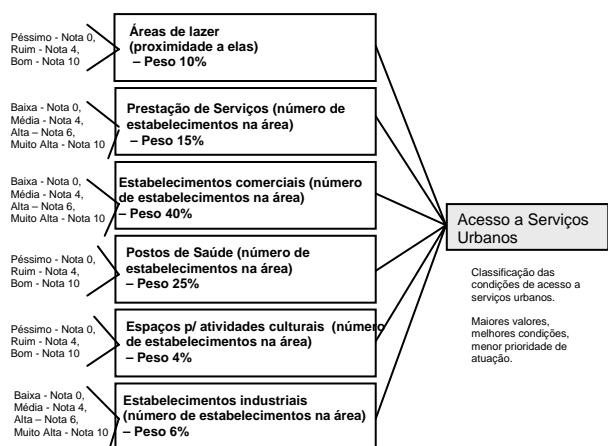 Péssimo - Nota 0,
Ruim - Nota 4,
Bom - Nota 10
Áreas de lazer
(proximidade a elas)
– Peso 10%
Baixa - Nota 0,
Média - Nota 4,
Alta – Nota 6,
Muito Alta - Nota 10
Prestação de Serviços (número de
estabelecimentos na área)
– Peso 15%
Baixa - Nota 0,
Média - Nota 4,
Alta – Nota 6,
Muito Alta - Nota 10
Estabelecimentos comerciais (número
de estabelecimentos na área)
– Peso 40%
Péssimo - Nota 0,
Ruim - Nota 4,
Bom - Nota 10
Postos de Saúde (número de
estabelecimentos na área)
– Peso 25%
Péssimo - Nota 0,
Ruim - Nota 4,
Bom - Nota 10
Espaços p/ atividades culturais (número
de estabelecimentos na área)
– Peso 4%
Baixa - Nota 0,
Média - Nota 4,
Alta – Nota 6,
Muito Alta - Nota 10
Estabelecimentos industriais
(número de estabelecimentos na área)
– Peso 6%
Acesso a Serviços
Urbanos
Classificação das
condições de acesso a
serviços urbanos.
Maiores valores,
melhores condições,
menor prioridade de
atuação.